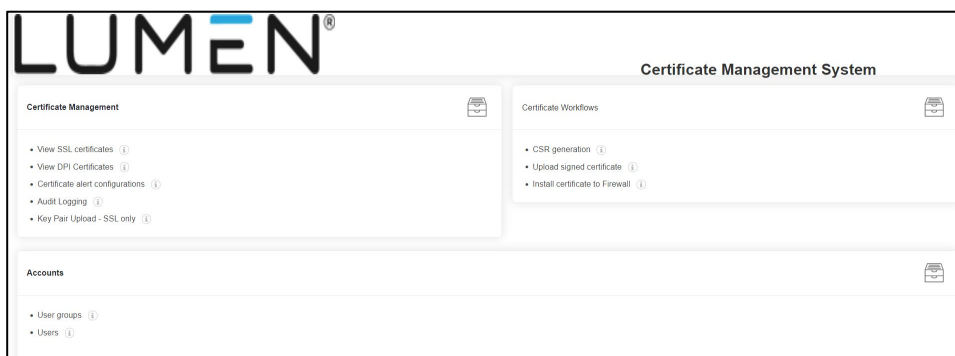 LUMEN®
Certificate Management System
Certificate Management
• View SSL certificates i
• View DPI Certificates i
• Certificate alert configurations i
• Audit Logging i
• Key Pair Upload - SSL only i
Certificate Workflows
• CSR generation i
• Upload signed certificate i
• Install certificate to Firewall i
Accounts
• User groups i
• Users i